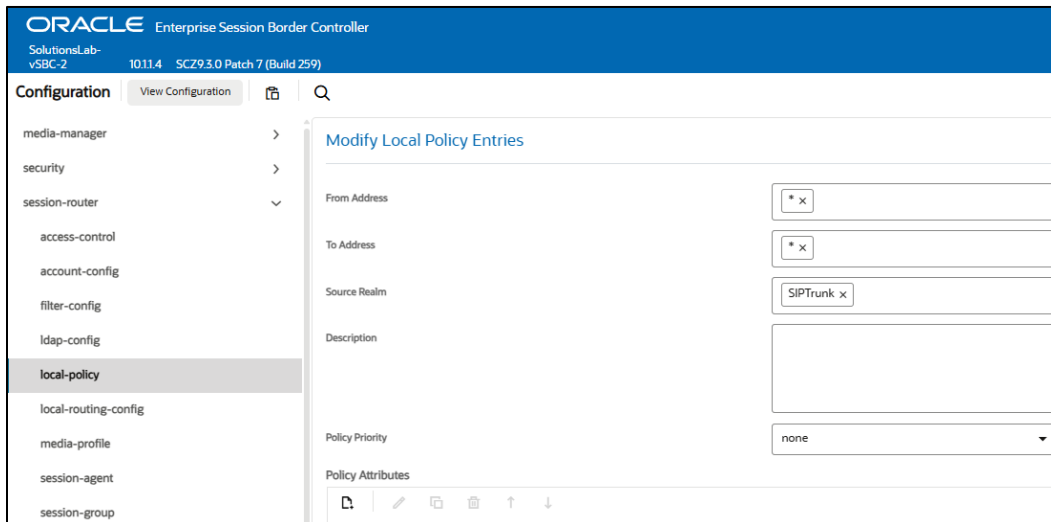 ORACLE Enterprise Session Border Controller
SolutionsLab-
vSBC-2 10.1.1.4 SCZ9.3.0 Patch 7 (Build 259)
Configuration View Configuration
media-manager
security
session-router
access-control
account-config
filter-config
ldap-config
local-policy
local-routing-config
media-profile
session-agent
session-group
Modify Local Policy Entries
From Address * ×
To Address * ×
Source Realm SIPTrunk ×
Description
Policy Priority none
Policy Attributes